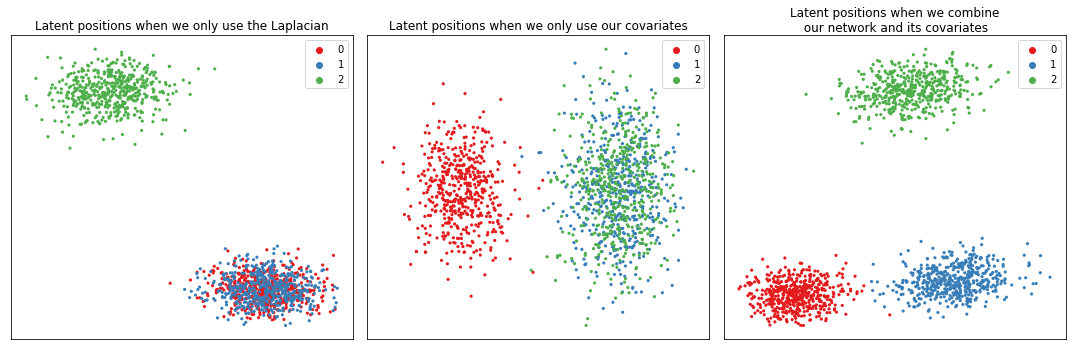 Latent positions when we only use the Laplacian
0
1
2
Latent positions when we only use our covariates
0
1
2
Latent positions when we combine
our network and its covariates
0
1
2